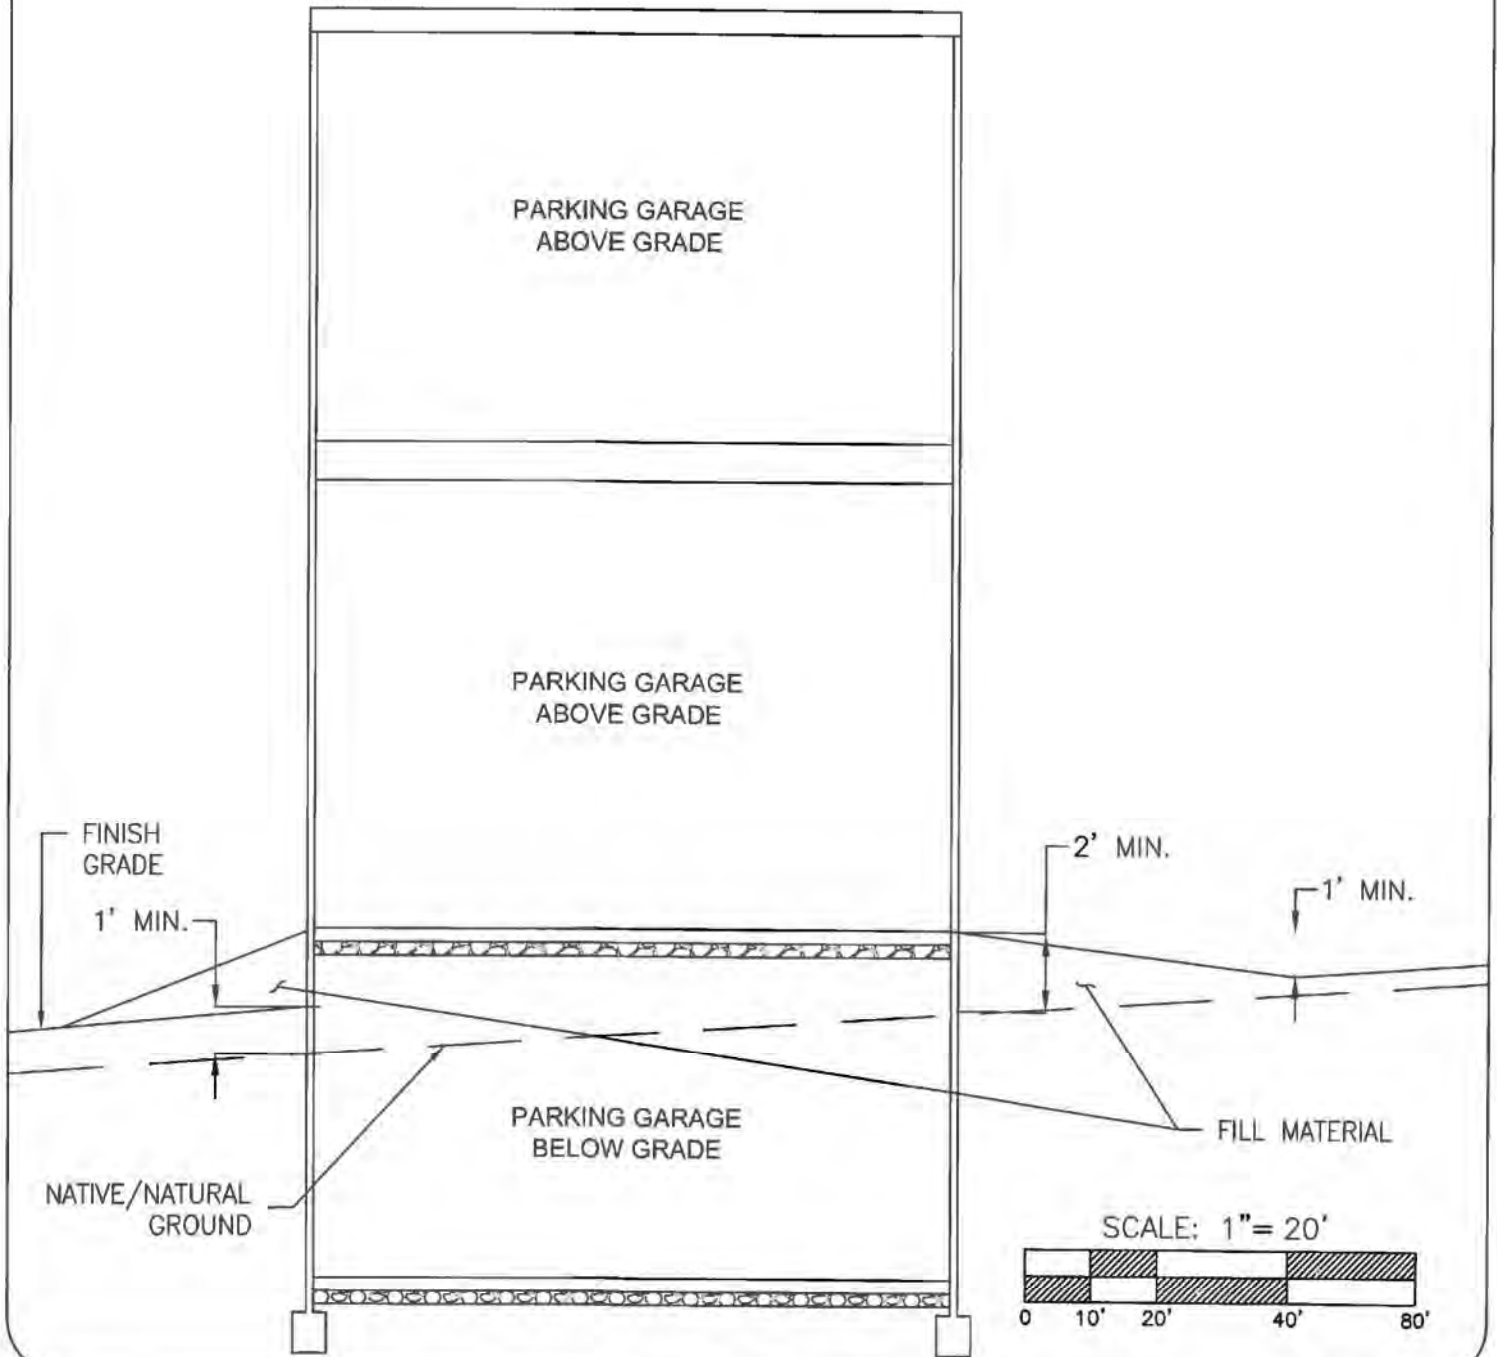 PARKING GARAGE
ABOVE GRADE
PARKING GARAGE
ABOVE GRADE
FINISH
GRADE
2' MIN.
1' MIN.
1' MIN.
PARKING GARAGE
BELOW GRADE
FILL MATERIAL
NATIVE/NATURAL
GROUND
SCALE: 1"= 20'
0 10' 20' 40' 80'